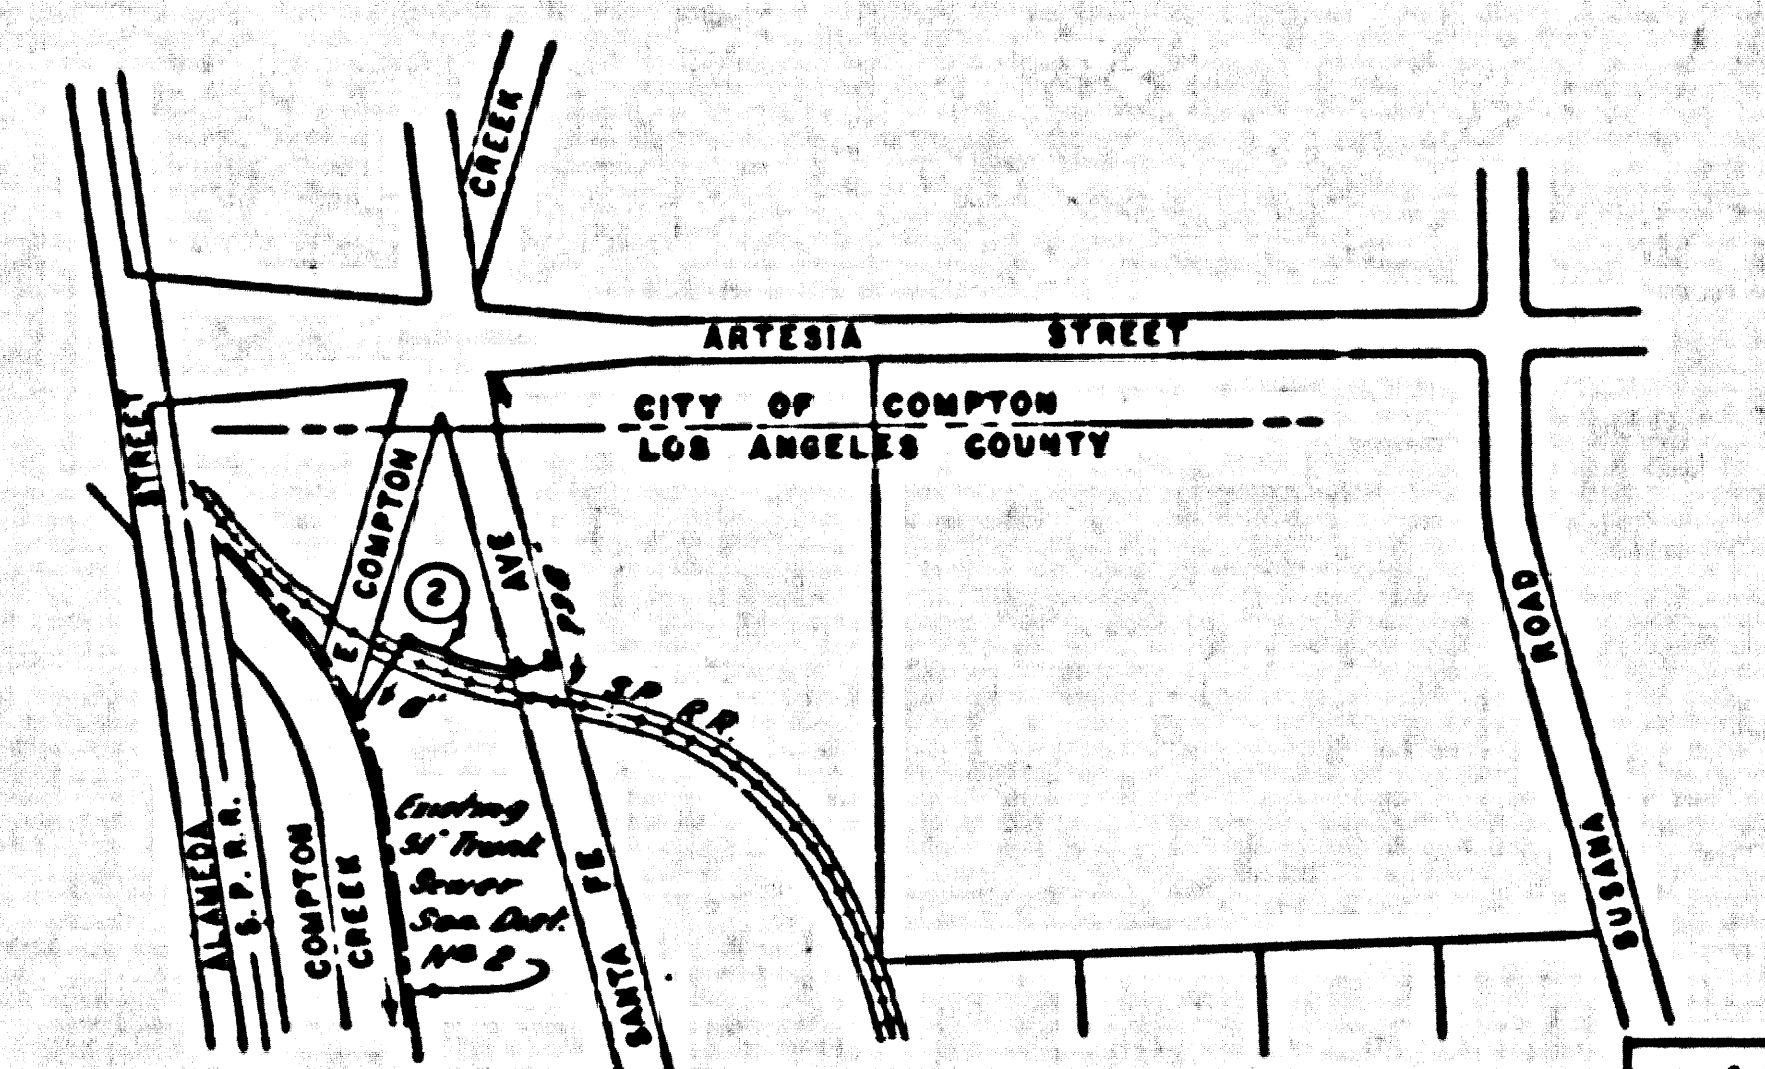 CREEK
ARTESIA STREET
CITY OF COMPTON
LOS ANGELES COUNTY
STREET
COMPTON
AVE
2
E
8"
S.P. R.R.
ROAD
Existing
Trunk
Sewer
San. Dist.
Nº 2
ALAMEDA
S. P. R. R.
COMPTON
CREEK
SANTA FE
SUSANA